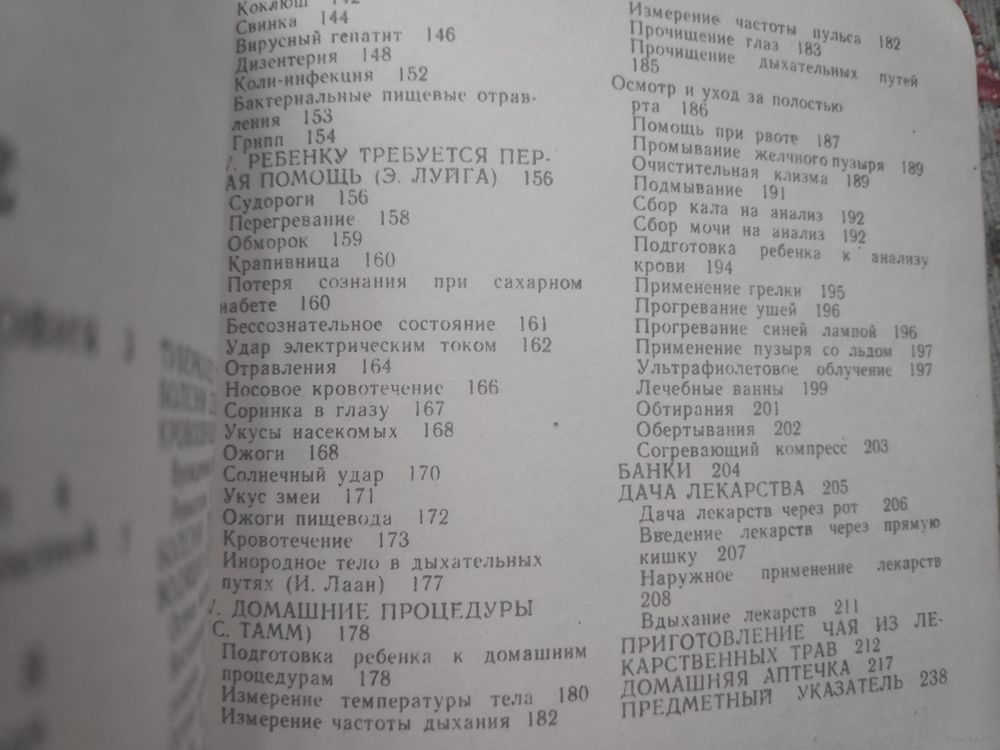 Коклюш 142
Свинка 144
Вирусный гепатит 146
Дизентерия 148
Коли-инфекция 152
Бактериальные пищевые отрав-
ления 153
Грипп 154
. РЕБЕНКУ ТРЕБУЕТСЯ ПЕР-
АЯ ПОМОЩЬ (Э. ЛУЙГА) 156
Судороги 156
Перегревание 158
Обморок 159
Крапивница 160
Потеря сознания при сахарном
иабете 160
Бессознательное состояние 161
Удар электрическим током 162
Отравления 164
Носовое кровотечение 166
Соринка в глазу 167
Укусы насекомых 168
Ожоги 168
Солнечный удар 170
Укус змеи 171
Ожоги пищевода 172
Кровотечение 173
Инородное тело в дыхательных
путях (И. Лаан) 177
. ДОМАШНИЕ ПРОЦЕДУРЫ
С. ТАММ) 178
Подготовка ребенка к домашним
процедурам 178
Измерение температуры тела 180
Измерение частоты дыхания 182
Измерение частоты пульса 182
Прочищение глаз 183
Прочищение дыхательных путей
185
Осмотр и уход за полостью
рта 186
Помощь при рвоте 187
Промывание желчного пузыря 189
Очистительная клизма 189
Подмывание 191
Сбор кала на анализ 192
Сбор мочи на анализ 192
Подготовка ребенка к анализу
крови 194
Применение грелки 195
Прогревание ушей 196
Прогревание синей лампой 196
Применение пузыря со льдом 197
Ультрафиолетовое облучение 197
Лечебные ванны 199
Обтирания 201
Обертывания 202
Согревающий компресс 203
БАНКИ 204
ДАЧА ЛЕКАРСТВА 205
Дача лекарств через рот 206
Введение лекарств через прямую
кишку 207
Наружное применение лекарств
208
Вдыхание лекарств 211
ПРИГОТОВЛЕНИЕ ЧАЯ ИЗ ЛЕ-
КАРСТВЕННЫХ ТРАВ 212
ДОМАШНЯЯ АПТЕЧКА 217
ПРЕДМЕТНЫЙ УКАЗАТЕЛЬ 238